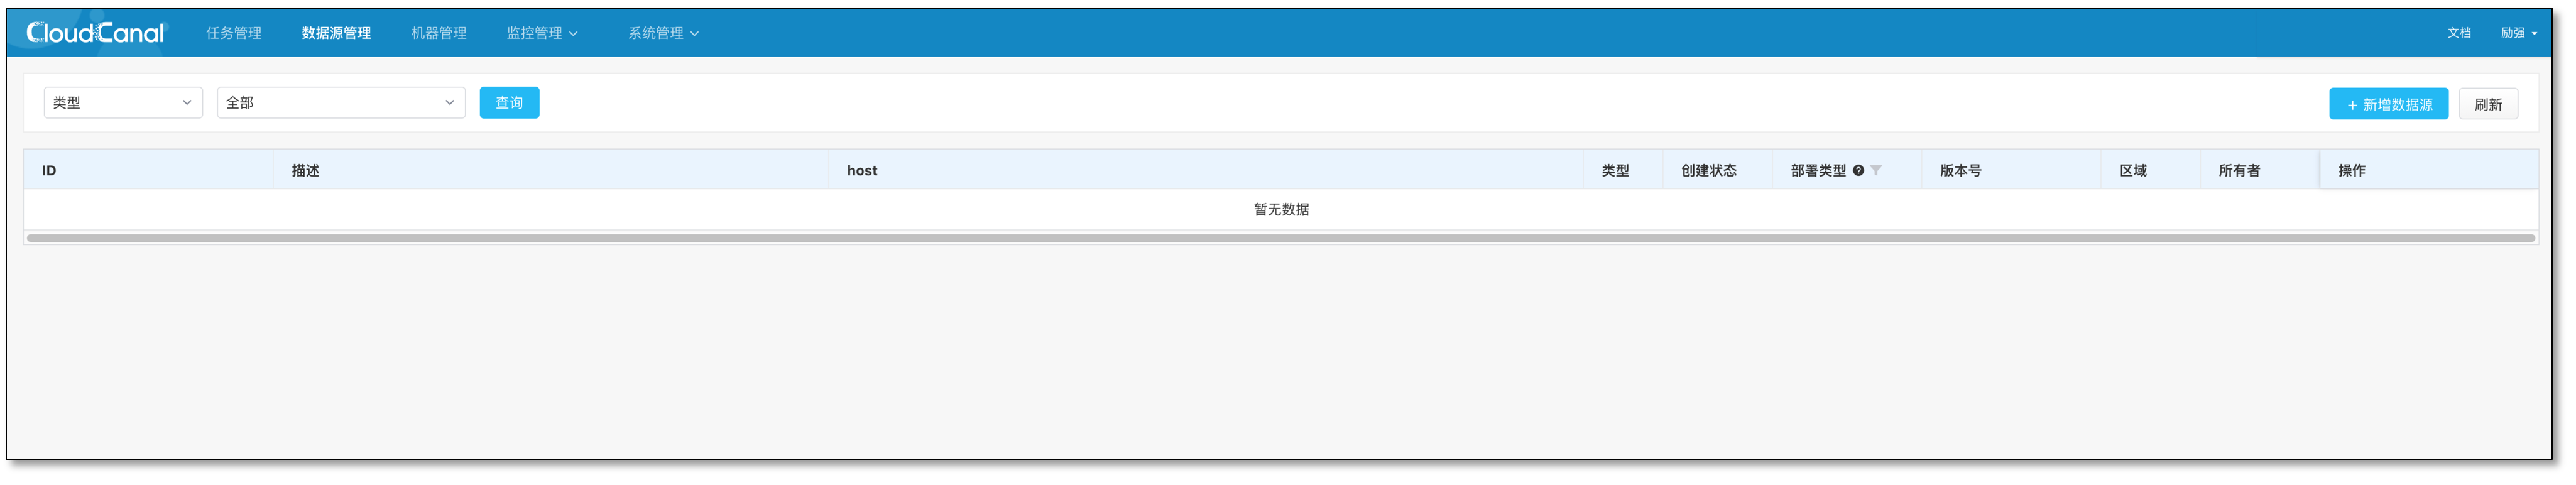 CloudCanal 任务管理 数据源管理 机器管理 监控管理 系统管理 文档 励强
类型 全部 查询 + 新增数据源 刷新
ID 描述 host 类型 创建状态 部署类型 版本号 区域 所有者 操作
暂无数据